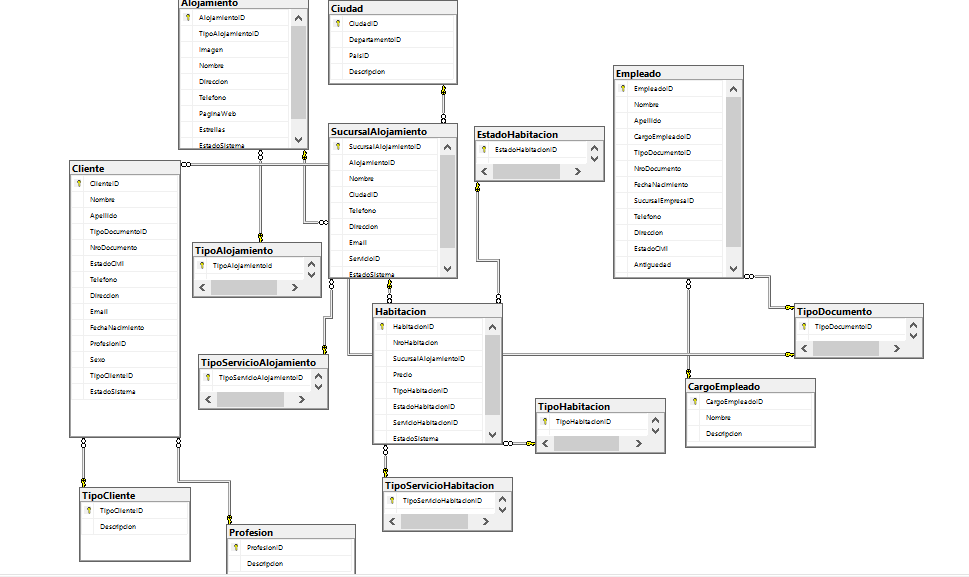 Alojamiento
AlojamientoID
TipoAlojamientoID
Imagen
Nombre
Direccion
Telefono
PaginaWeb
Estrellas
EstadoSistema
Ciudad
CiudadID
DepartamentoID
PaisID
Descripcion
SucursalAlojamiento
SucursalAlojamientoID
AlojamientoID
Nombre
CiudadID
Telefono
Direccion
Email
ServicioID
EstadoSistema
EstadoHabitacion
EstadoHabitacionID
Empleado
EmpleadoID
Nombre
Apellido
CargoEmpleadoID
TipoDocumentoID
NroDocumento
FechaNacimiento
SucursalEmpresaID
Telefono
Direccion
EstadoCivil
Antiguedad
Cliente
ClienteID
Nombre
Apellido
TipoDocumentoID
NroDocumento
EstadoCivil
Telefono
Direccion
Email
FechaNacimiento
ProfesionID
Sexo
TipoClienteID
EstadoSistema
TipoAlojamiento
TipoAlojamientoId
TipoServicioAlojamiento
TipoServicioAlojamientoID
Habitacion
HabitacionID
NroHabitacion
SucursalAlojamientoID
Precio
TipoHabitacionID
EstadoHabitacionID
ServicioHabitacionID
EstadoSistema
TipoDocumento
TipoDocumentoID
CargoEmpleado
CargoEmpleadoID
Nombre
Descripcion
TipoHabitacion
TipoHabitacionID
TipoServicioHabitacion
TipoServicioHabitacionID
TipoCliente
TipoClienteID
Descripcion
Profesion
ProfesionID
Descripcion